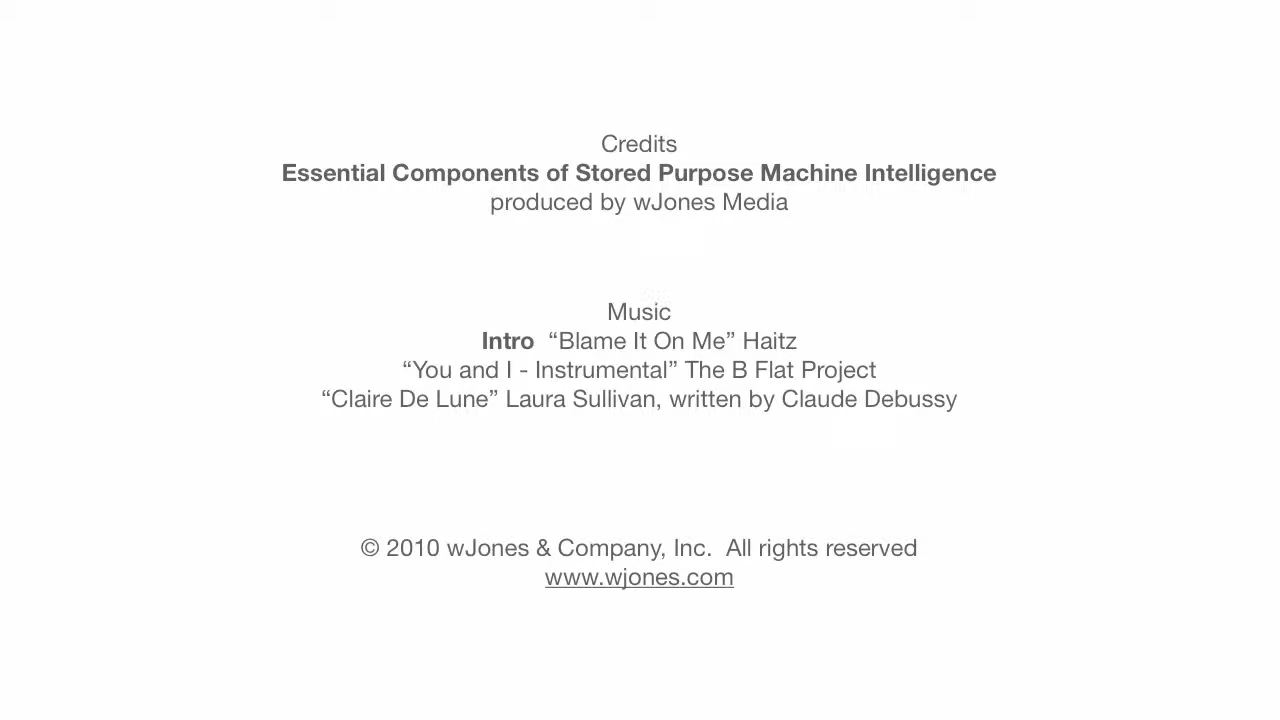 Credits
Essential Components of Stored Purpose Machine Intelligence
produced by wJones Media
Music
Intro  “Blame It On Me” Haitz
“You and I - Instrumental” The B Flat Project
“Claire De Lune” Laura Sullivan, written by Claude Debussy
© 2010 wJones & Company, Inc.  All rights reserved
www.wjones.com